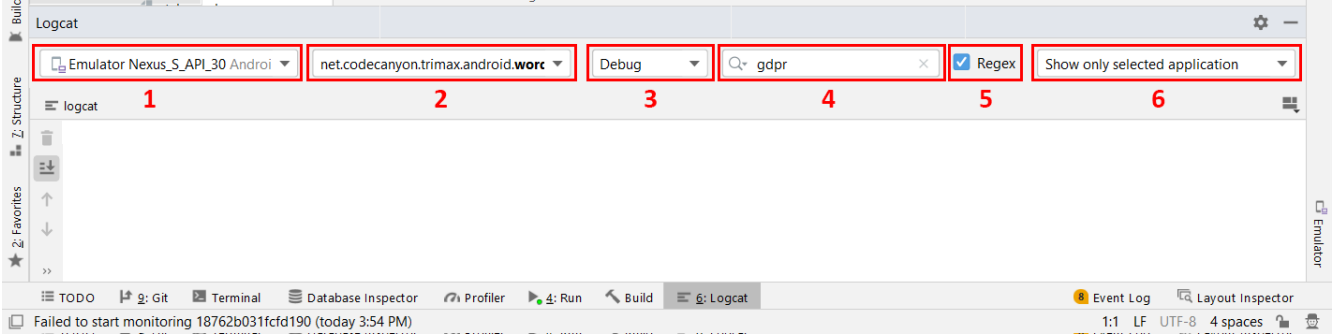 Build
Logcat
Emulator Nexus_S_API_30 Androi
net.codecanyon.trimax.android.word
Debug
gdpr
Regex
Show only selected application
1
2
3
4
5
6
logcat
Z: Structure
2: Favorites
Emulator
TODO
9: Git
Terminal
Database Inspector
Profiler
4: Run
Build
6: Logcat
8 Event Log
Layout Inspector
Failed to start monitoring 18762b031fcfd190 (today 3:54 PM)
1:1 LF UTF-8 4 spaces